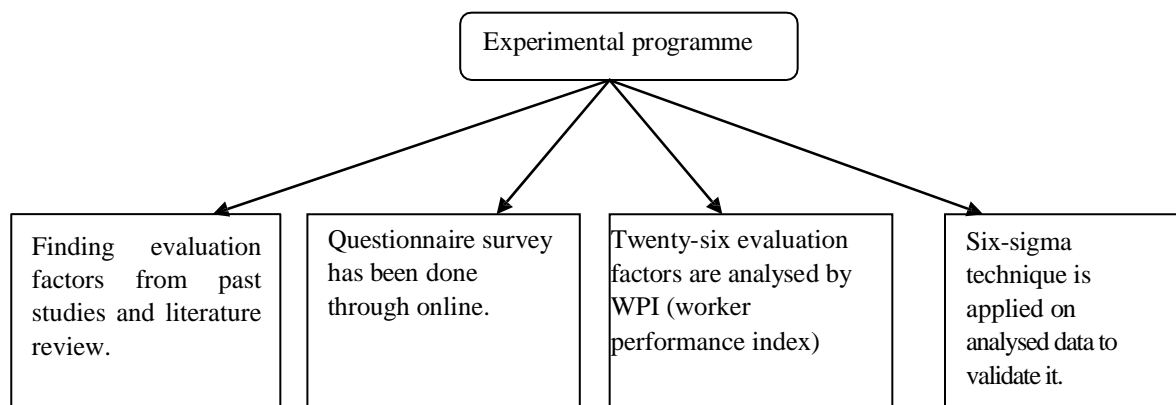 Experimental programme
Finding evaluation
factors from past
studies and literature
review.
Questionnaire survey
has been done
through online.
Twenty-six evaluation
factors are analysed by
WPI (worker
performance index)
Six-sigma
technique is
applied on
analysed data to
validate it.